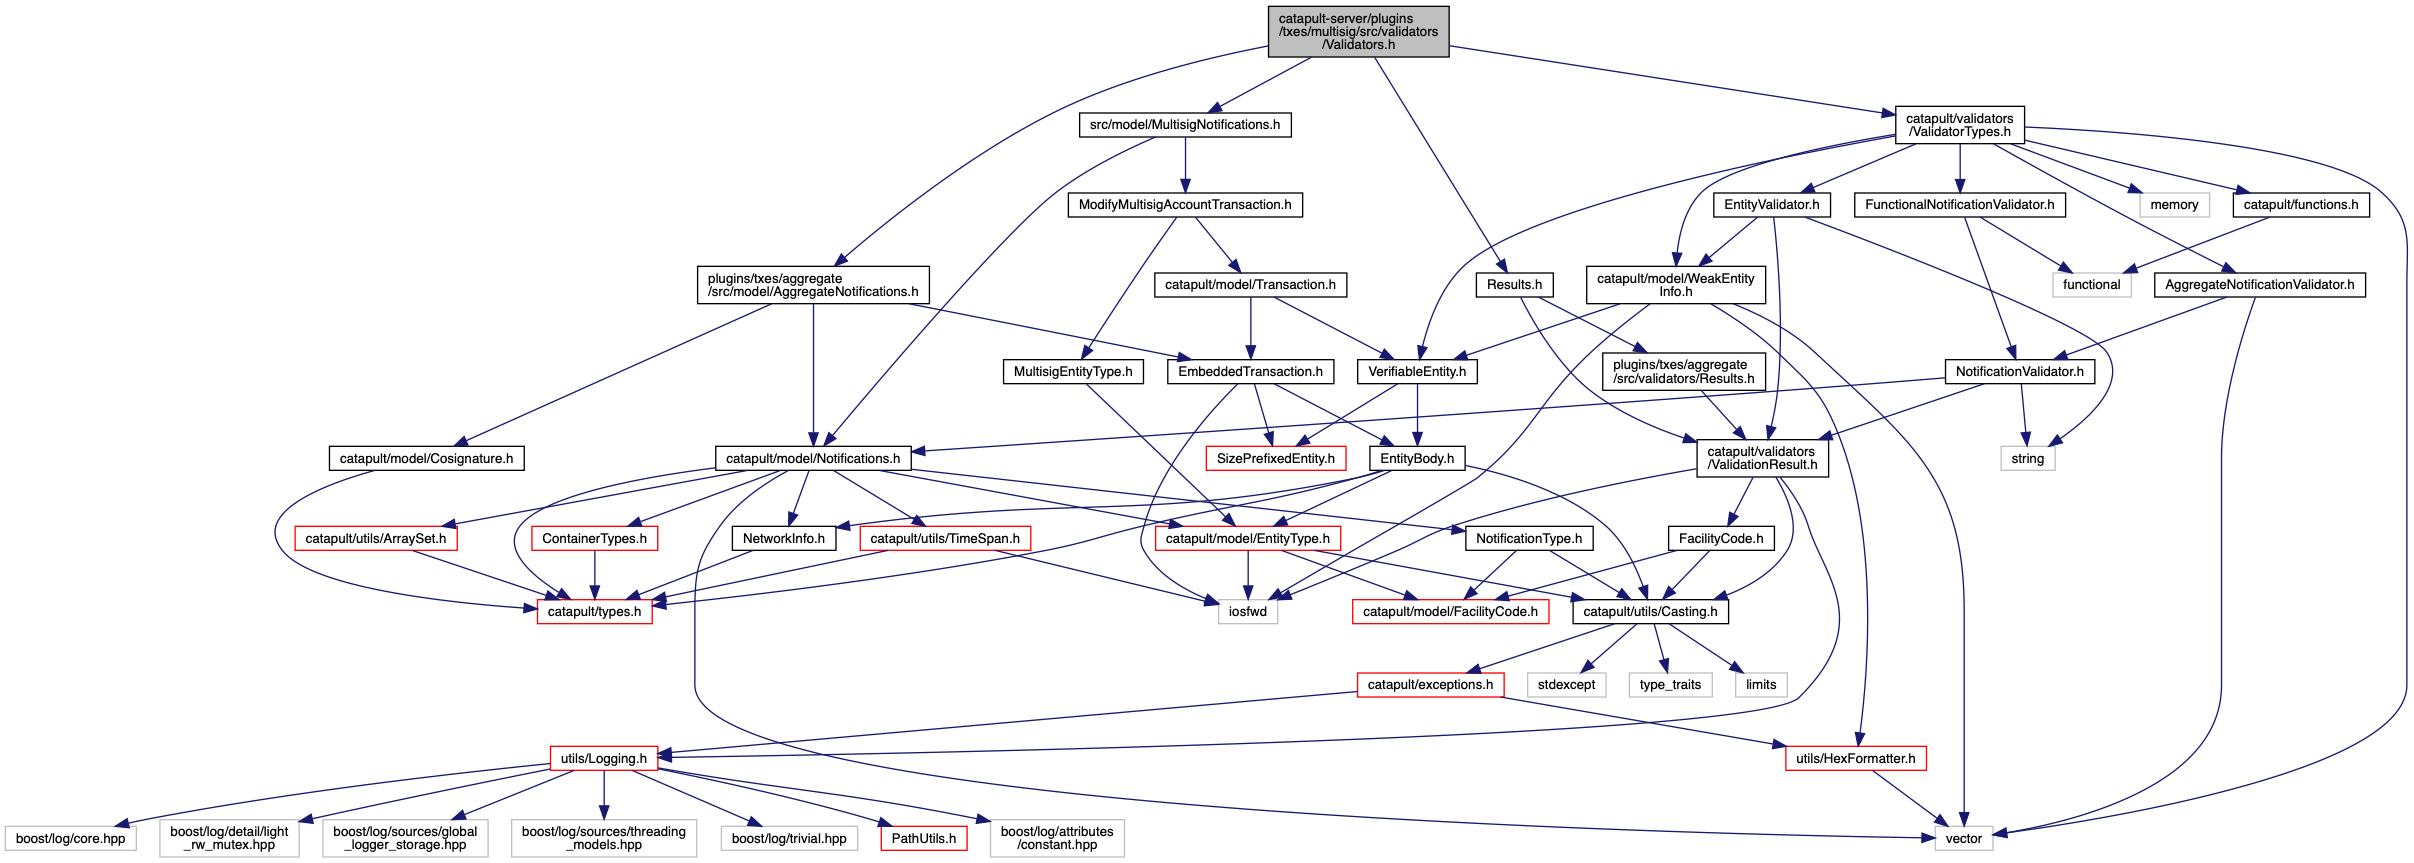 catapult-server/plugins
/txes/multisig/src/validators
/Validators.h
src/model/MultisigNotifications.h
catapult/validators
/ValidatorTypes.h
ModifyMultisigAccountTransaction.h
EntityValidator.h
FunctionalNotificationValidator.h
memory
catapult/functions.h
plugins/txes/aggregate
/src/model/AggregateNotifications.h
catapult/model/Transaction.h
Results.h
catapult/model/WeakEntity
Info.h
functional
AggregateNotificationValidator.h
MultisigEntityType.h
EmbeddedTransaction.h
VerifiableEntity.h
plugins/txes/aggregate
/src/validators/Results.h
NotificationValidator.h
catapult/model/Cosignature.h
catapult/model/Notifications.h
SizePrefixedEntity.h
EntityBody.h
catapult/validators
/ValidationResult.h
string
catapult/utils/ArraySet.h
ContainerTypes.h
NetworkInfo.h
catapult/utils/TimeSpan.h
catapult/model/EntityType.h
NotificationType.h
FacilityCode.h
catapult/types.h
iosfwd
catapult/model/FacilityCode.h
catapult/utils/Casting.h
catapult/exceptions.h
stdexcept
type_traits
limits
utils/Logging.h
utils/HexFormatter.h
boost/log/core.hpp
boost/log/detail/light
_rw_mutex.hpp
boost/log/sources/global
_logger_storage.hpp
boost/log/sources/threading
_models.hpp
boost/log/trivial.hpp
PathUtils.h
boost/log/attributes
/constant.hpp
vector